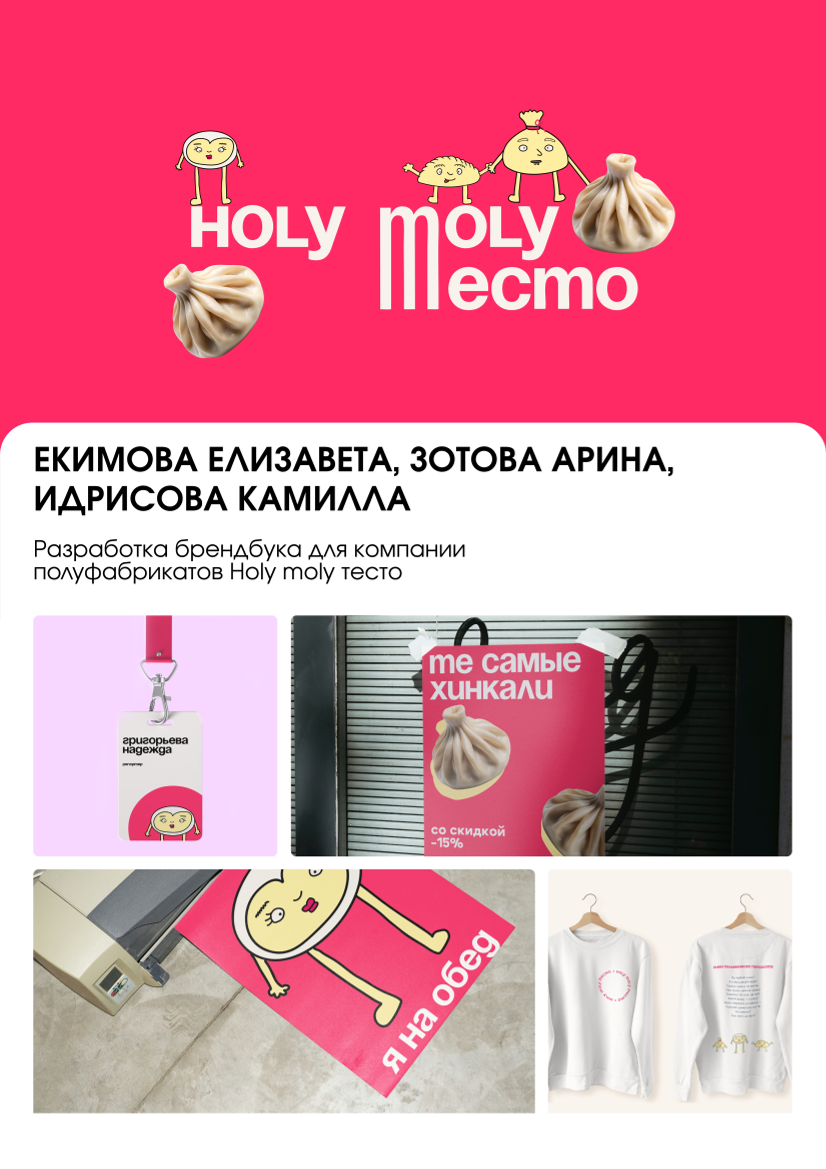 HOLY moLY
тесто
ЕКИМОВА ЕЛИЗАВЕТА, ЗОТОВА АРИНА,
ИДРИСОВА КАМИЛЛА
Разработка брендбука для компании
полуфабрикатов Holy moly тесто
григорьева
надежда
те самые
хинкали
со скидкой
-15%
я на обед